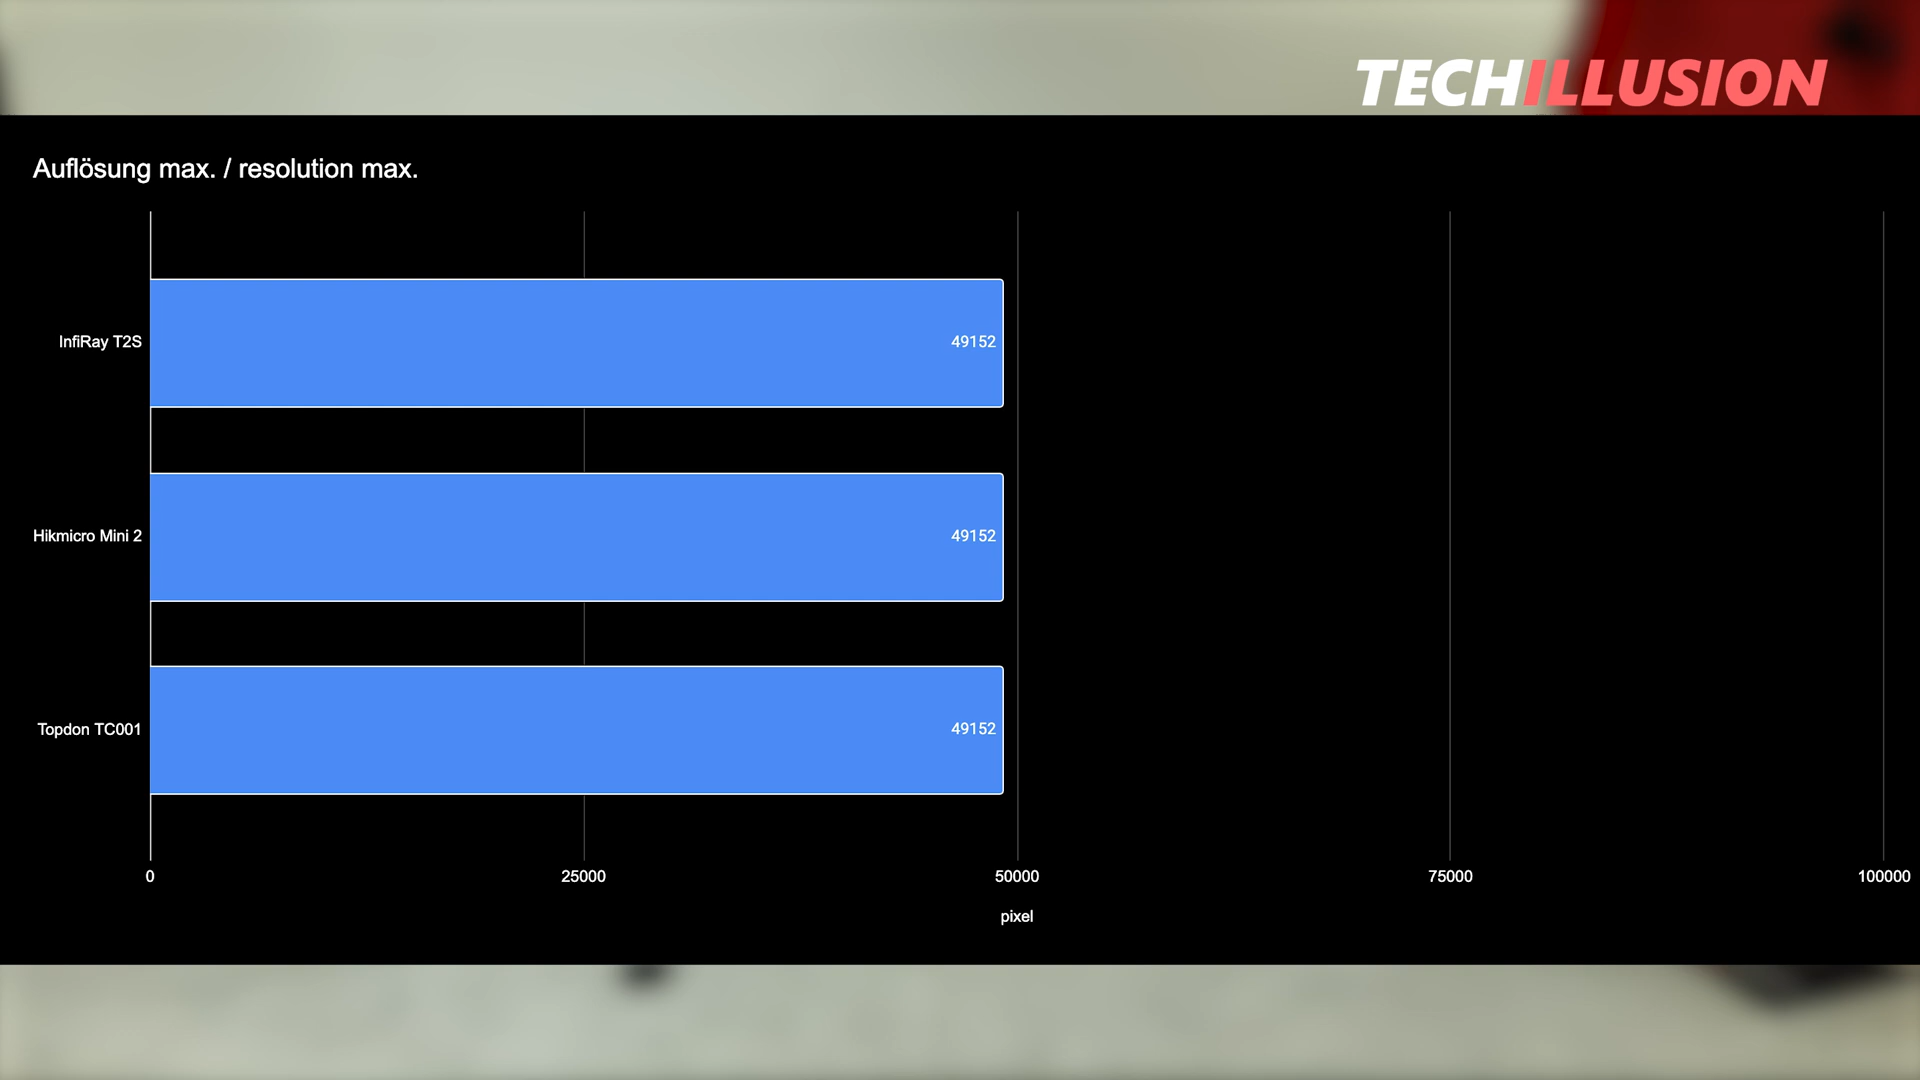 TECHILLUSION
Auflösung max. / resolution max.
InfiRay T2S
49152
Hikmicro Mini 2
49152
Topdon TC001
49152
0
25000
50000
75000
100000
pixel